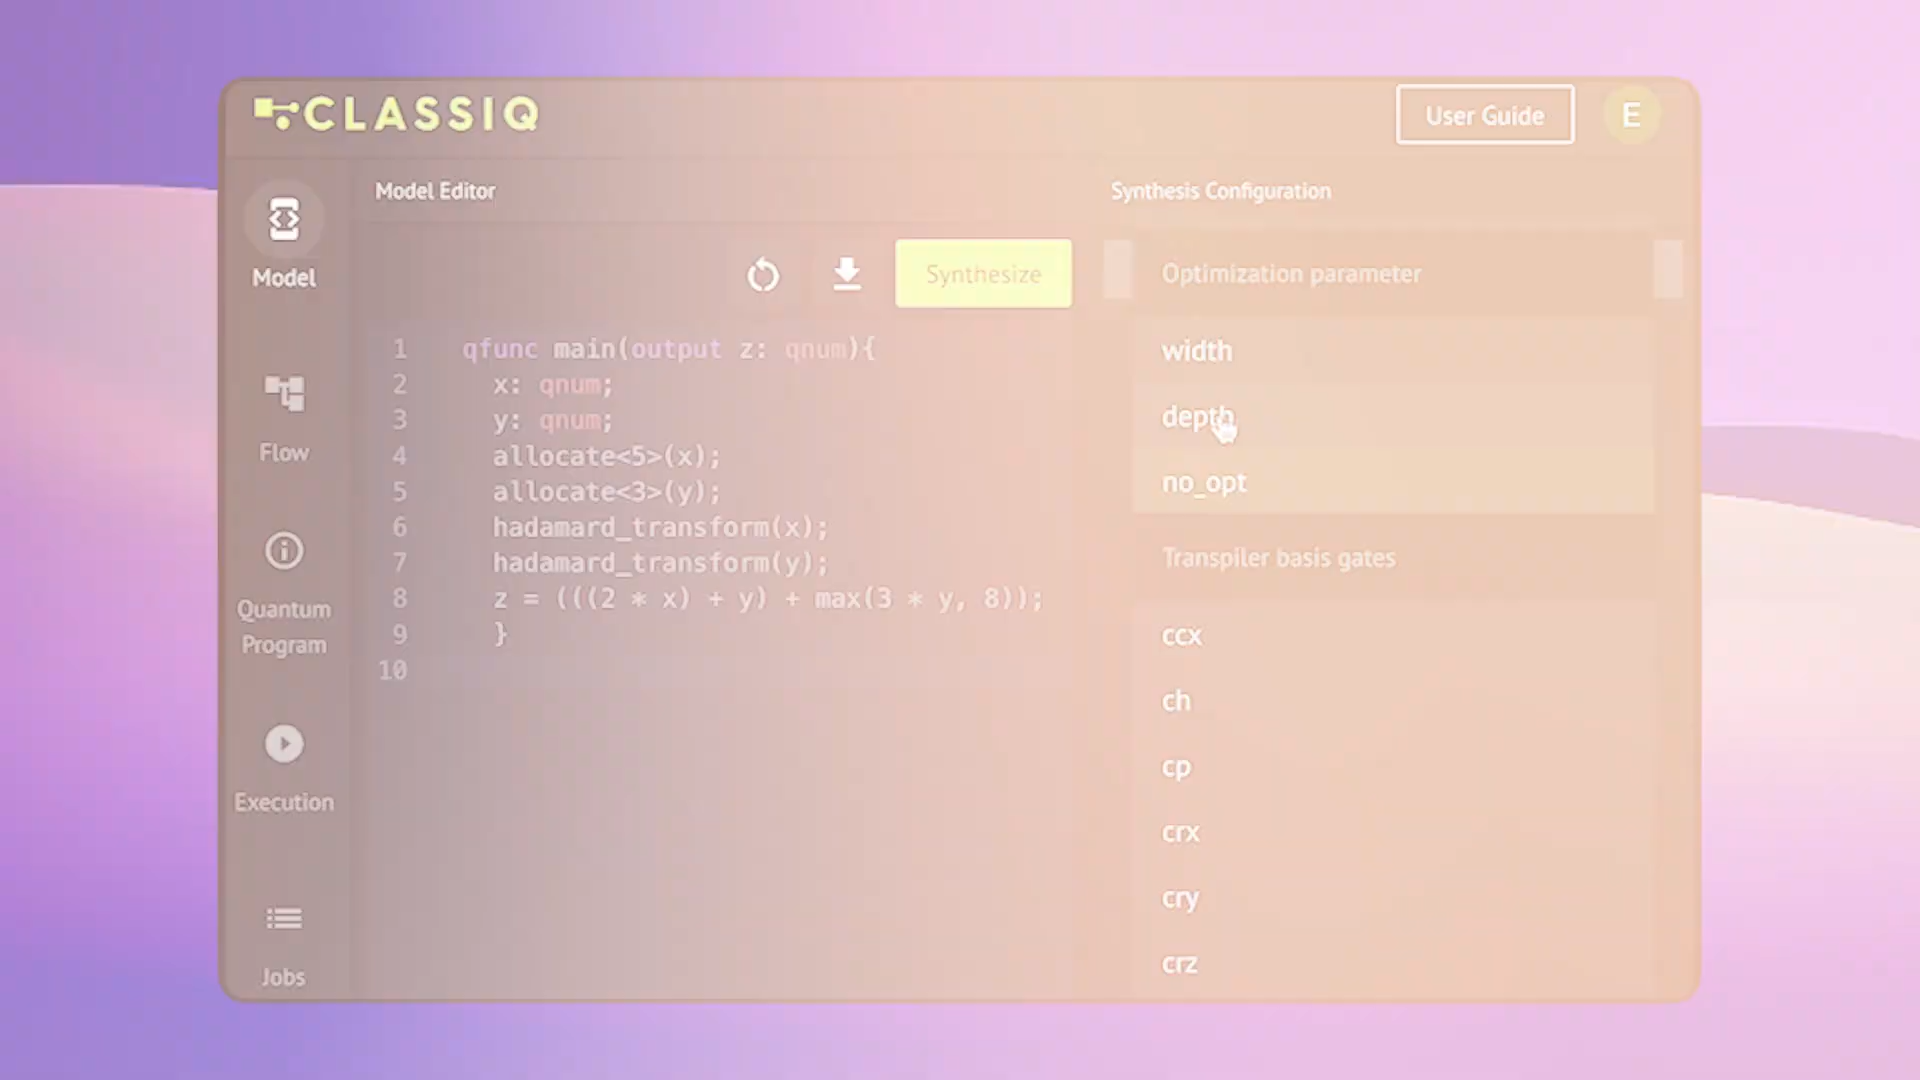 CLASSIQ
User Guide
E
Model Editor
Synthesis Configuration
Model
Flow
Quantum
Program
Execution
Jobs
Synthesize
1 qfunc main(output z: qnum){
2 x: qnum;
3 y: qnum;
4 allocate<5>(x);
5 allocate<3>(y);
6 hadamard_transform(x);
7 hadamard_transform(y);
8 z = (((2 * x) + y) + max(3 * y, 8));
9 }
10
Optimization parameter
width
depth
no_opt
Transpiler basis gates
ccx
ch
cp
crx
cry
crz